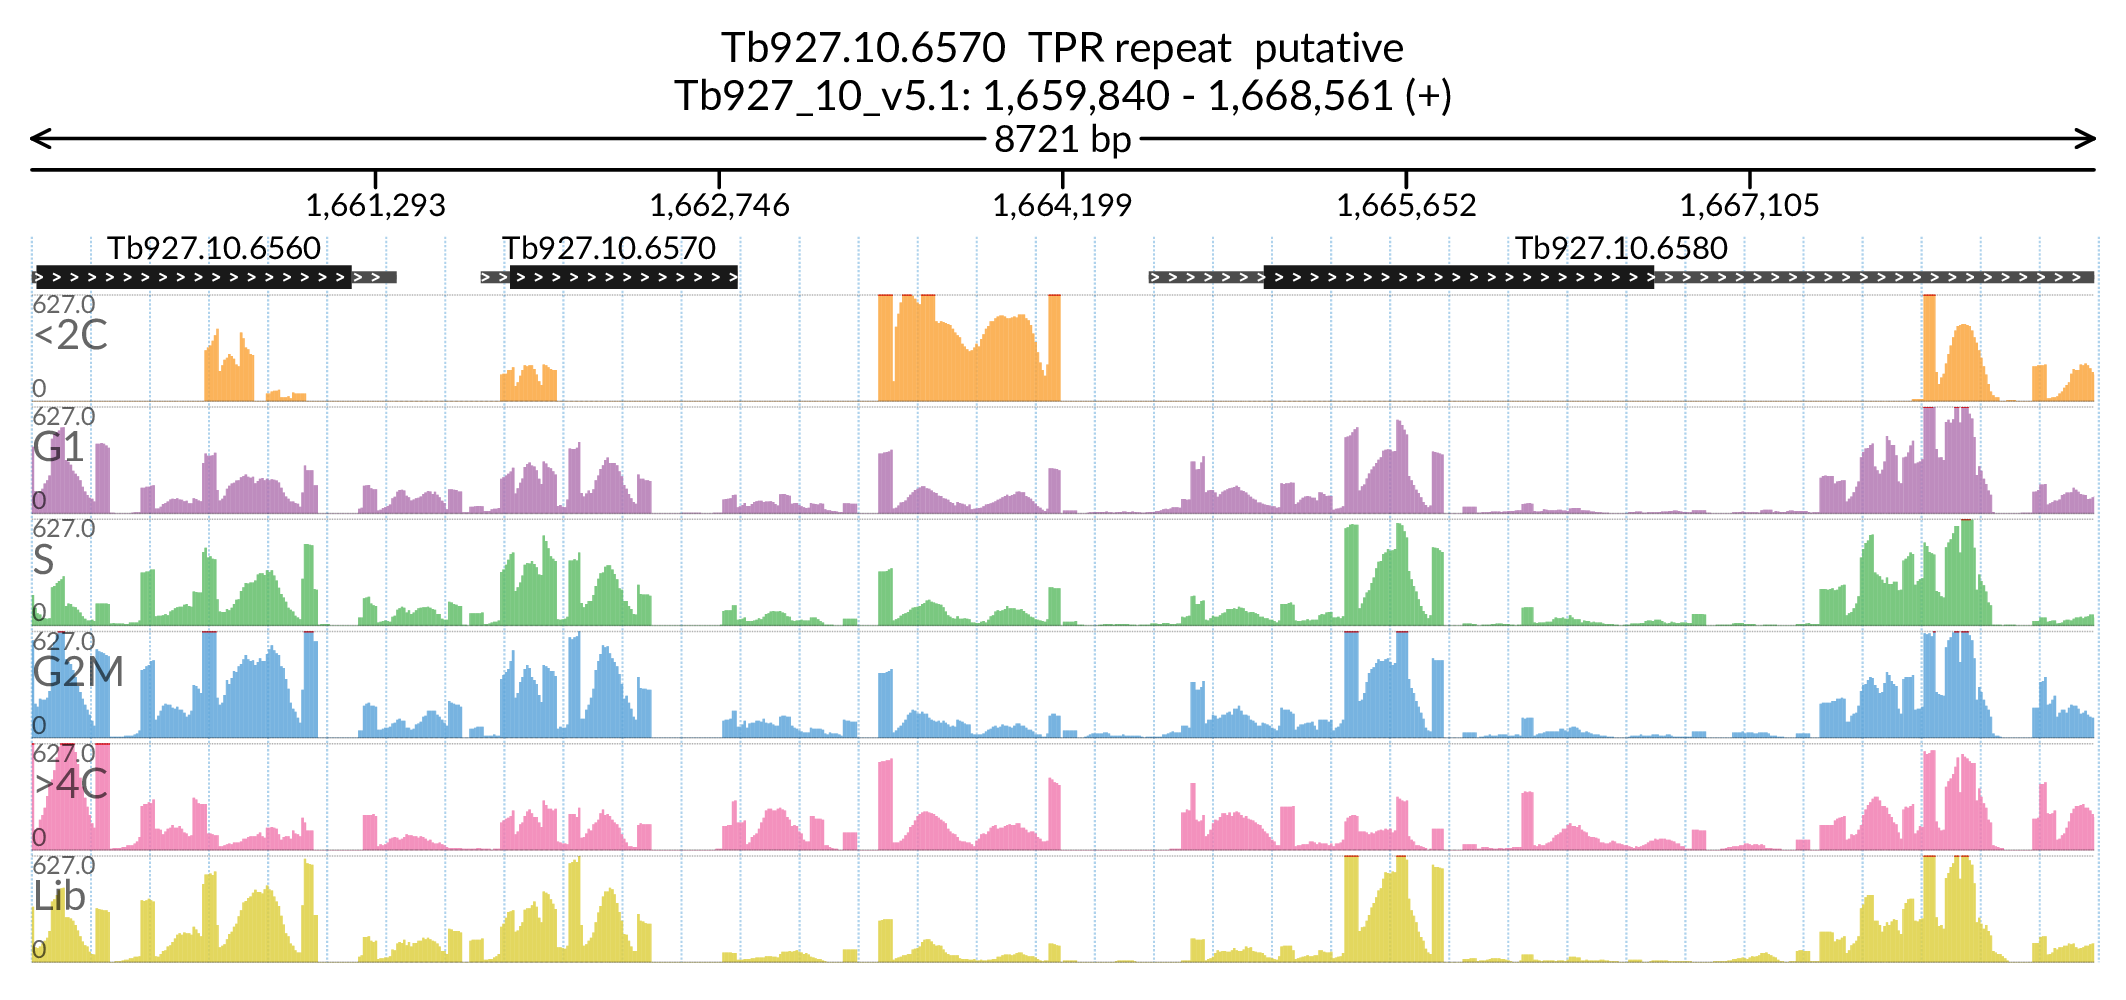 Tb927.10.6570 TPR repeat putative
Tb927_10_v5.1: 1,659,840 - 1,668,561 (+)
8721 bp
1,661,293 1,662,746 1,664,199 1,665,652 1,667,105
Tb927.10.6560 Tb927.10.6570 Tb927.10.6580
627.0
<2C
0
627.0
G1
0
627.0
S
0
627.0
G2M
0
627.0
>4C
0
627.0
Lib
0